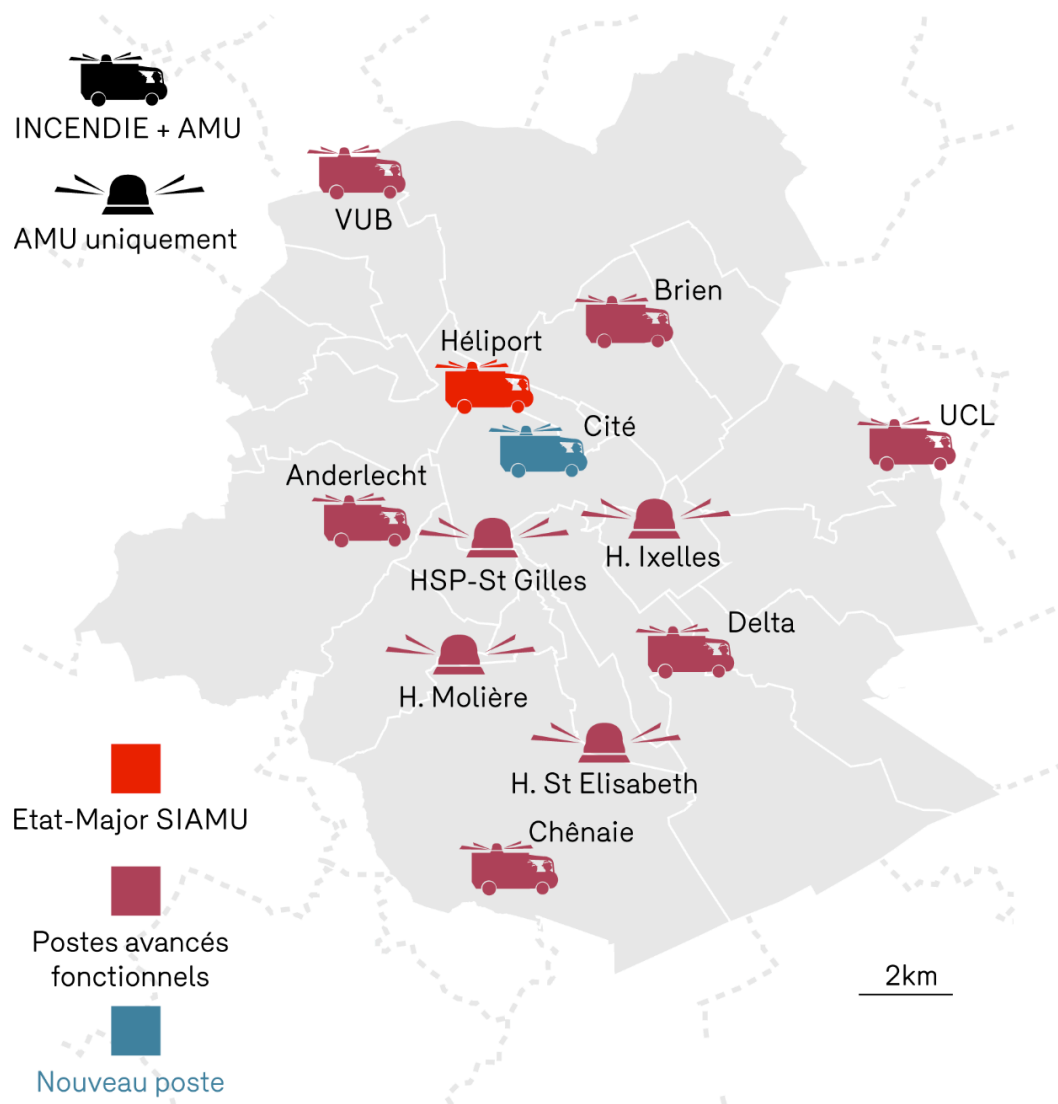 INCENDIE + AMU
AMU uniquement
VUB
Brien
Héliport
Cité
UCL
Anderlecht
HSP-St Gilles
H. Ixelles
Delta
H. Molière
H. St Elisabeth
Chênaie
Etat-Major SIAMU
Postes avancés
fonctionnels
2km
Nouveau poste